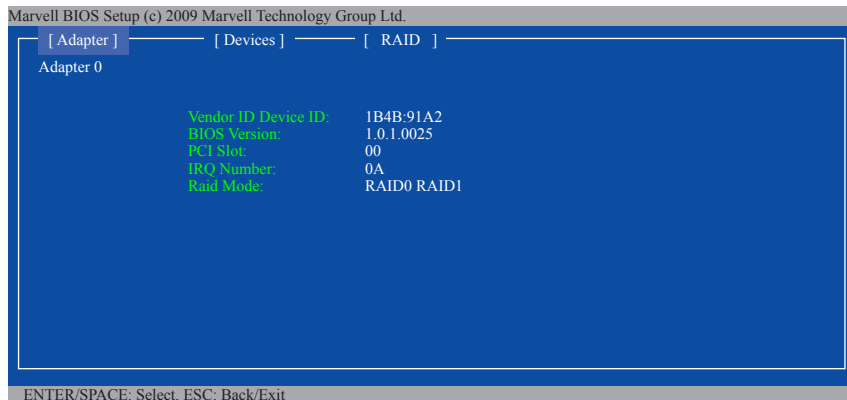 Marvell BIOS Setup (c) 2009 Marvell Technology Group Ltd.
[ Adapter ] [ Devices ] [ RAID ]
Adapter 0
Vendor ID Device ID: 1B4B:91A2
BIOS Version: 1.0.1.0025
PCI Slot: 00
IRQ Number: 0A
Raid Mode: RAID0 RAID1
ENTER/SPACE: Select, ESC: Back/Exit